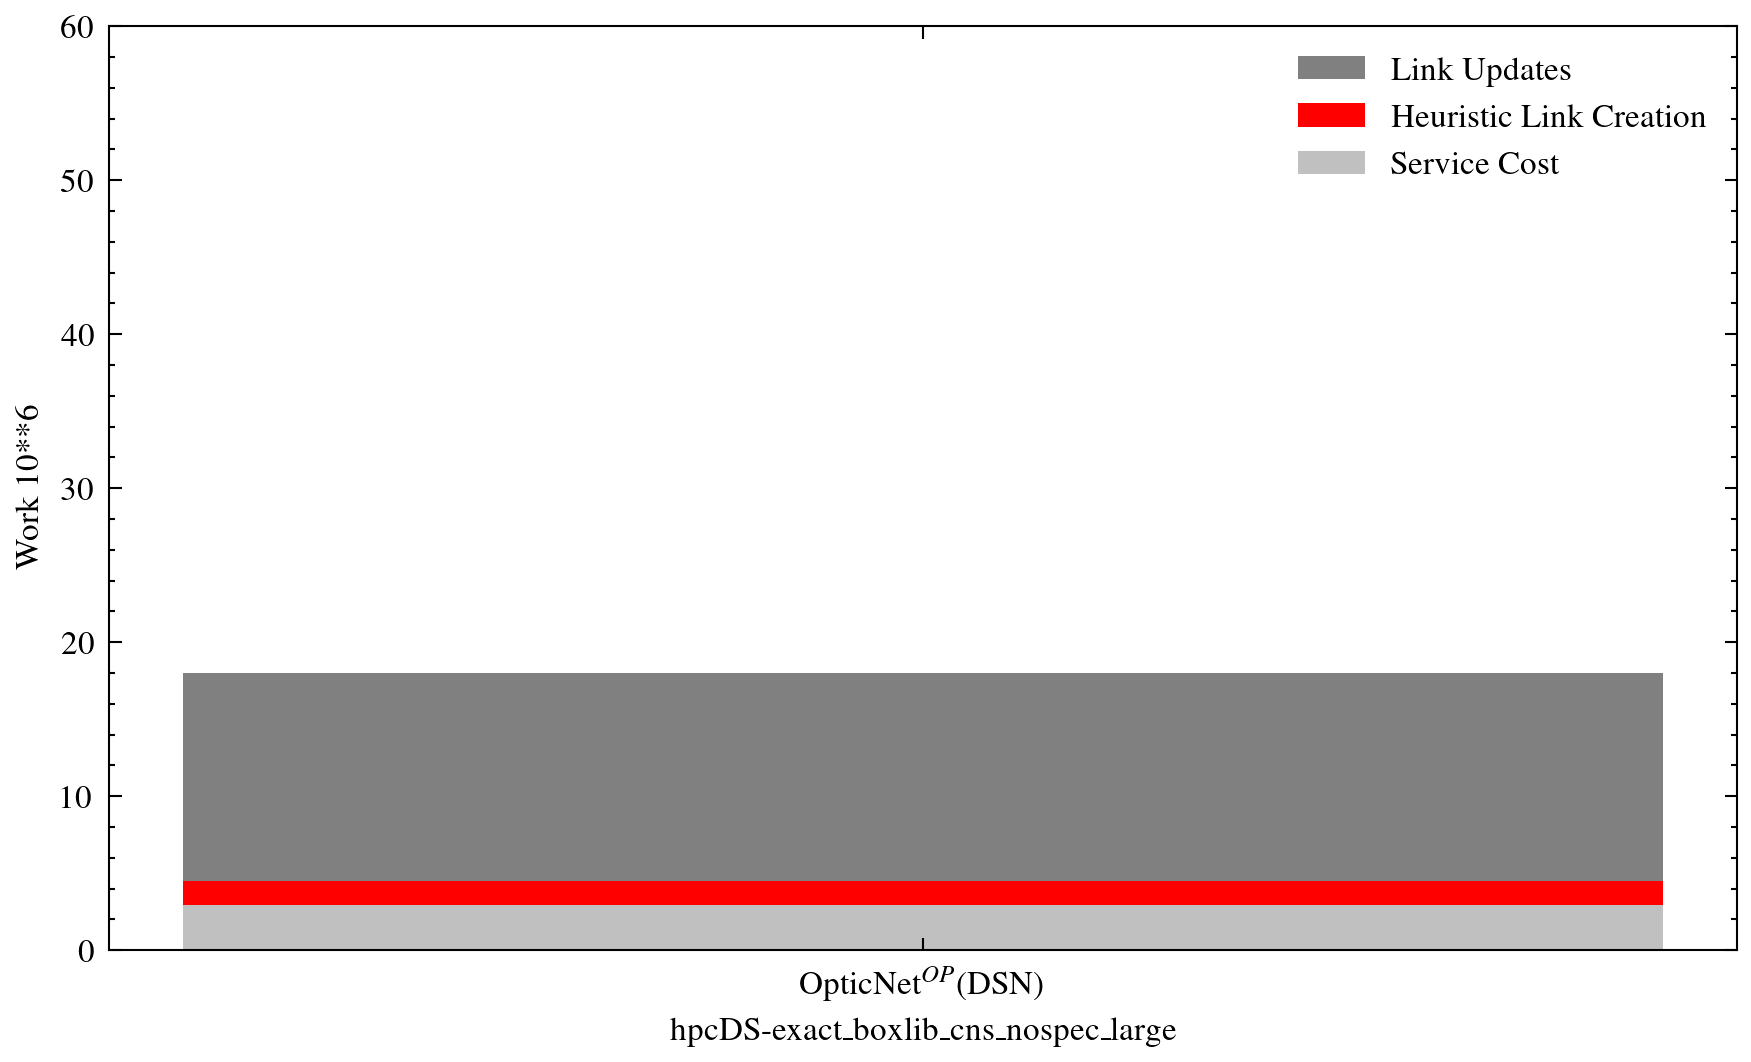 60
50
40
30
20
10
0
Work 10**6
Link Updates
Heuristic Link Creation
Service Cost
OpticNet^{OP}(DSN)
hpcDS-exact_boxlib_cns_nospec_large